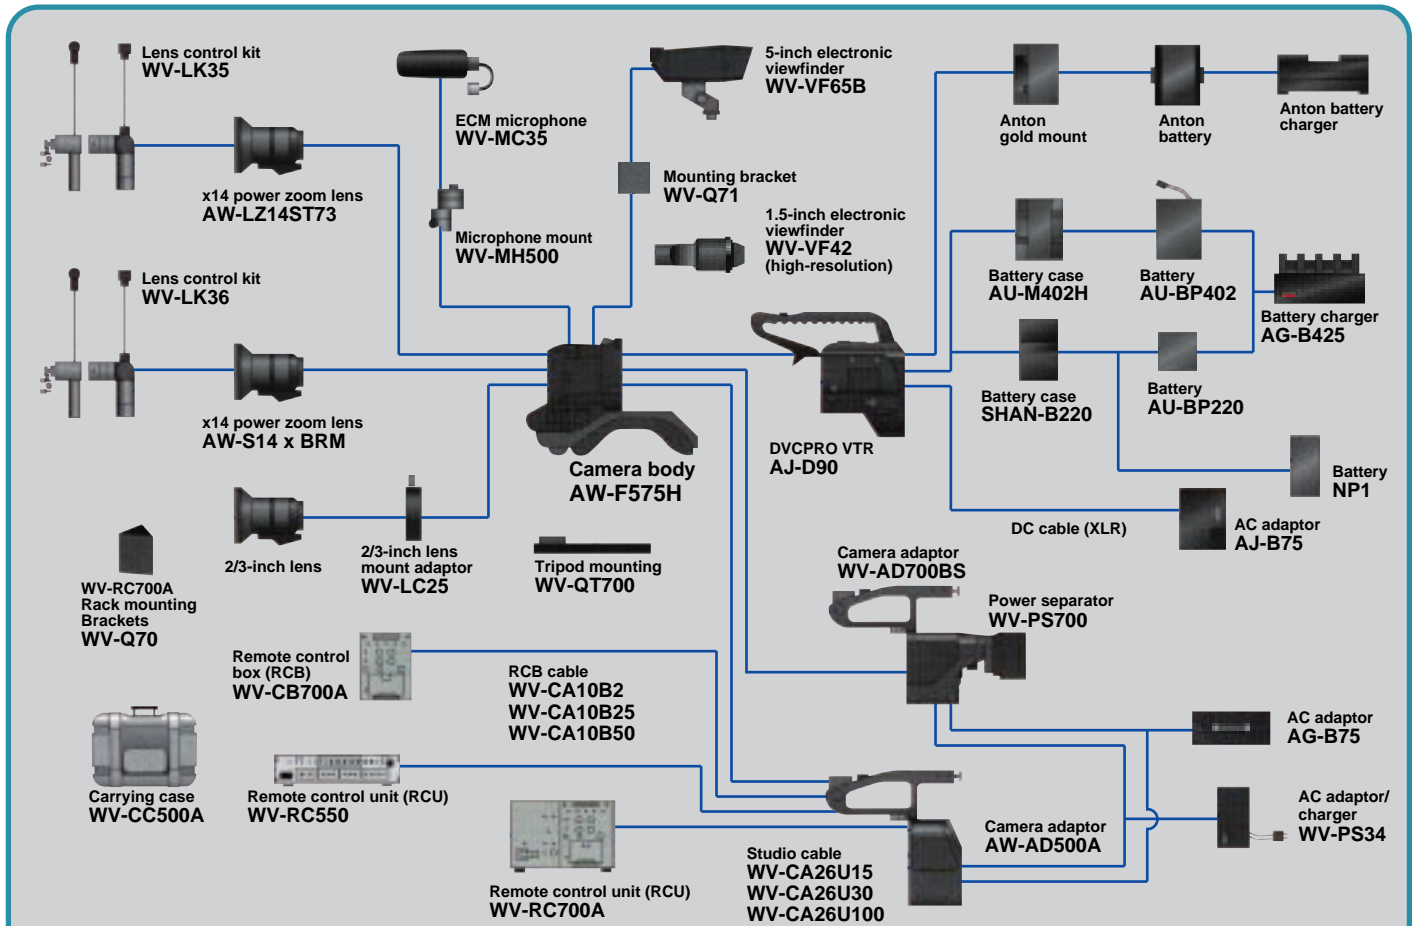 Lens control kit
WV-LK35
ECM microphone
WV-MC35
5-inch electronic
viewfinder
WV-VF65B
Anton
gold mount
Anton
battery
Anton battery
charger
x14 power zoom lens
AW-LZ14ST73
Microphone mount
WV-MH500
Mounting bracket
WV-Q71
1.5-inch electronic
viewfinder
WV-VF42
(high-resolution)
Battery case
AU-M402H
Battery
AU-BP402
Battery charger
AG-B425
Lens control kit
WV-LK36
x14 power zoom lens
AW-S14 x BRM
Camera body
AW-F575H
DVCPRO VTR
AJ-D90
Battery case
SHAN-B220
Battery
AU-BP220
Battery
NP1
DC cable (XLR)
AC adaptor
AJ-B75
2/3-inch lens
2/3-inch lens
mount adaptor
WV-LC25
Tripod mounting
WV-QT700
Camera adaptor
WV-AD700BS
Power separator
WV-PS700
WV-RC700A
Rack mounting
Brackets
WV-Q70
Remote control
box (RCB)
WV-CB700A
RCB cable
WV-CA10B2
WV-CA10B25
WV-CA10B50
AC adaptor
AG-B75
Carrying case
WV-CC500A
Remote control unit (RCU)
WV-RC550
Remote control unit (RCU)
WV-RC700A
Studio cable
WV-CA26U15
WV-CA26U30
WV-CA26U100
Camera adaptor
AW-AD500A
AC adaptor/
charger
WV-PS34